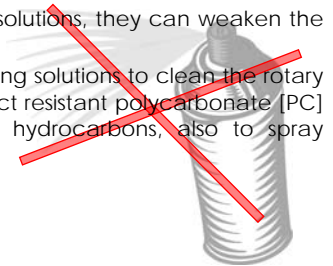 solutions, they can weaken the
ng solutions to clean the rotary
ct resistant polycarbonate [PC]
hydrocarbons, also to spray